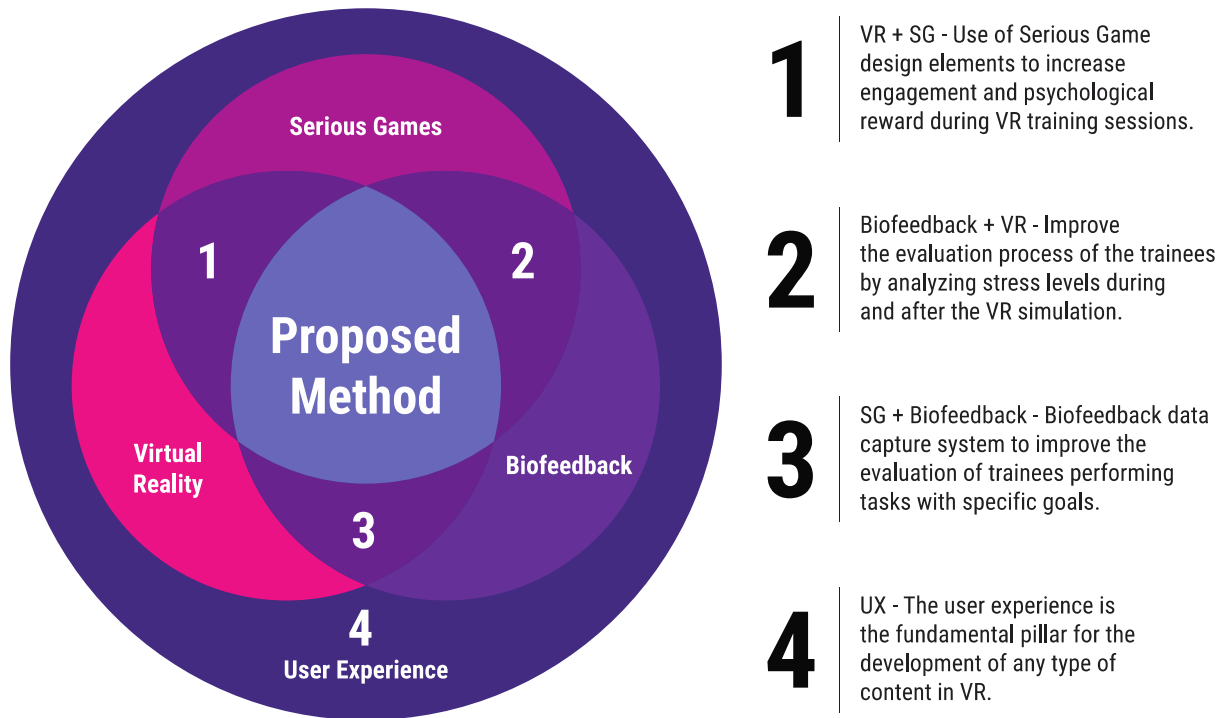 Serious Games
1
2
Proposed
Method
Virtual
Reality
Biofeedback
3
4
User Experience
1
VR + SG - Use of Serious Game
design elements to increase
engagement and psychological
reward during VR training sessions.
2
Biofeedback + VR - Improve
the evaluation process of the trainees
by analyzing stress levels during
and after the VR simulation.
3
SG + Biofeedback - Biofeedback data
capture system to improve the
evaluation of trainees performing
tasks with specific goals.
4
UX - The user experience is
the fundamental pillar for the
development of any type of
content in VR.